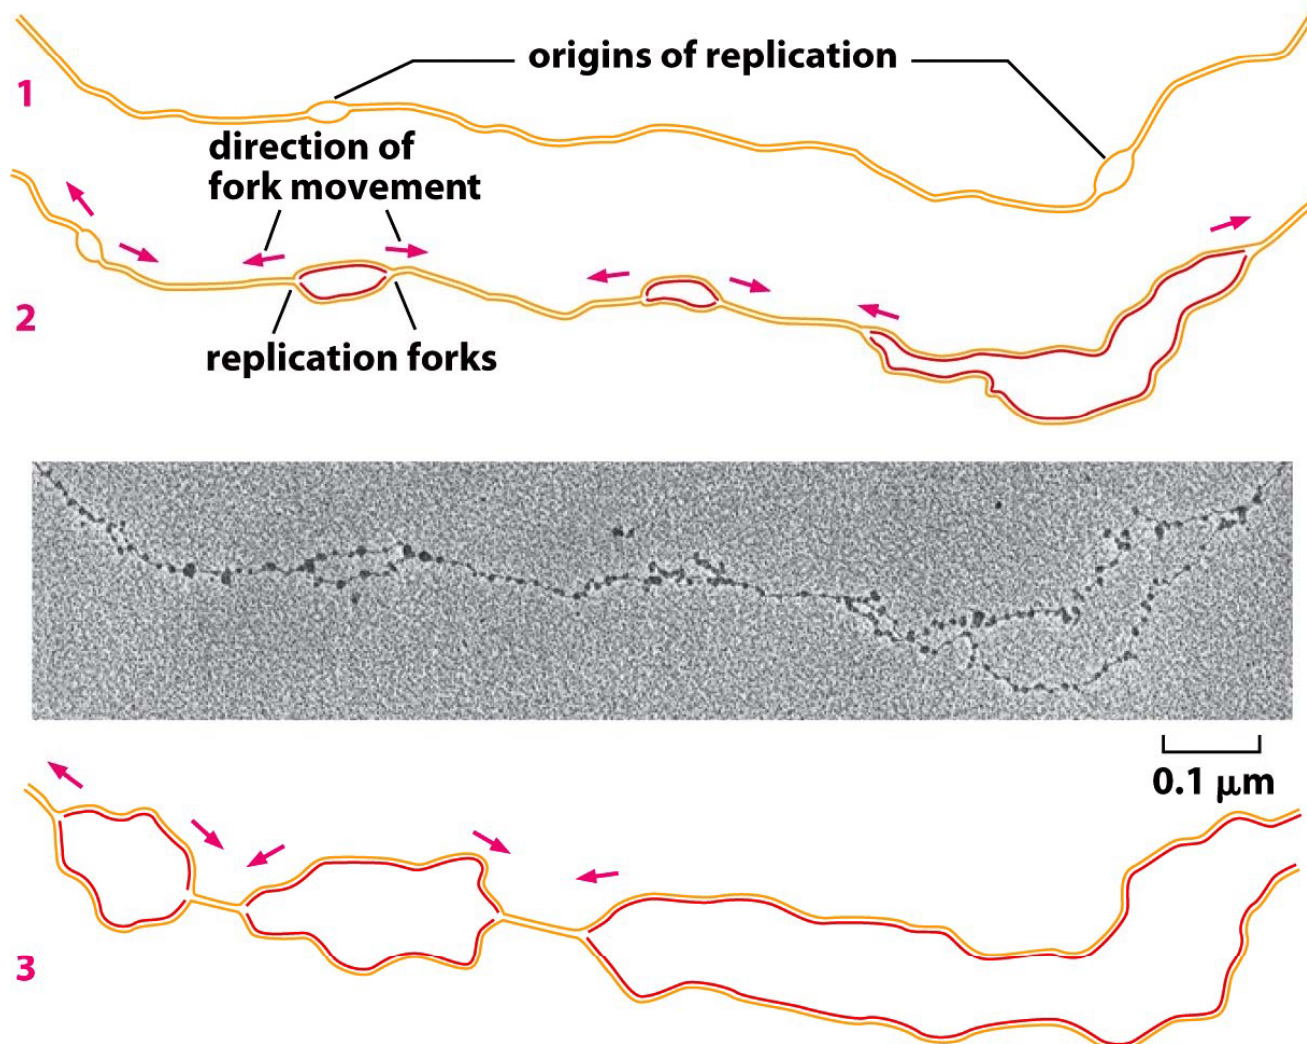 origins of replication
1
direction of
fork movement
2
replication forks
0.1 μm
3